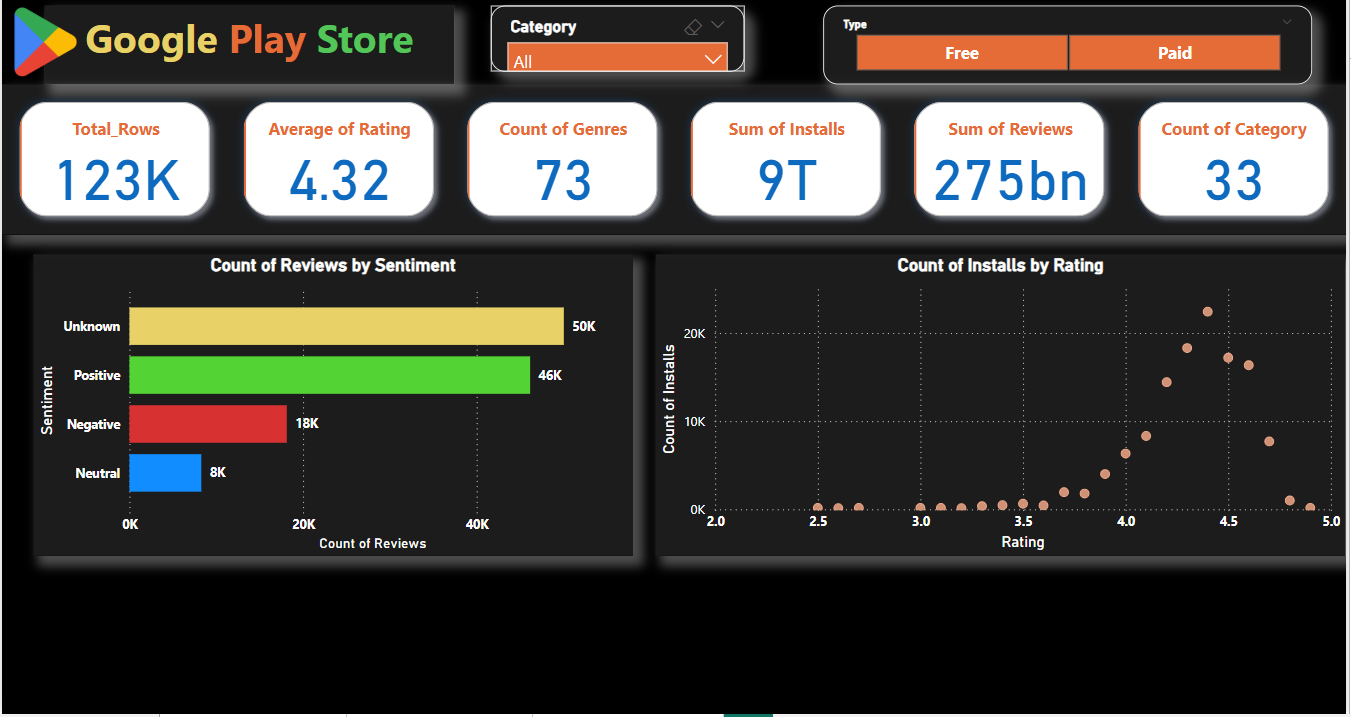 Google Play Store
Category
All
Type
Free
Paid
Total_Rows
123K
Average of Rating
4.32
Count of Genres
73
Sum of Installs
9T
Sum of Reviews
275bn
Count of Category
33
Count of Reviews by Sentiment
Sentiment
Unknown
50K
Positive
46K
Negative
18K
Neutral
8K
0K
20K
40K
Count of Reviews
Count of Installs by Rating
Count of Installs
20K
10K
0K
2.0
2.5
3.0
3.5
4.0
4.5
5.0
Rating